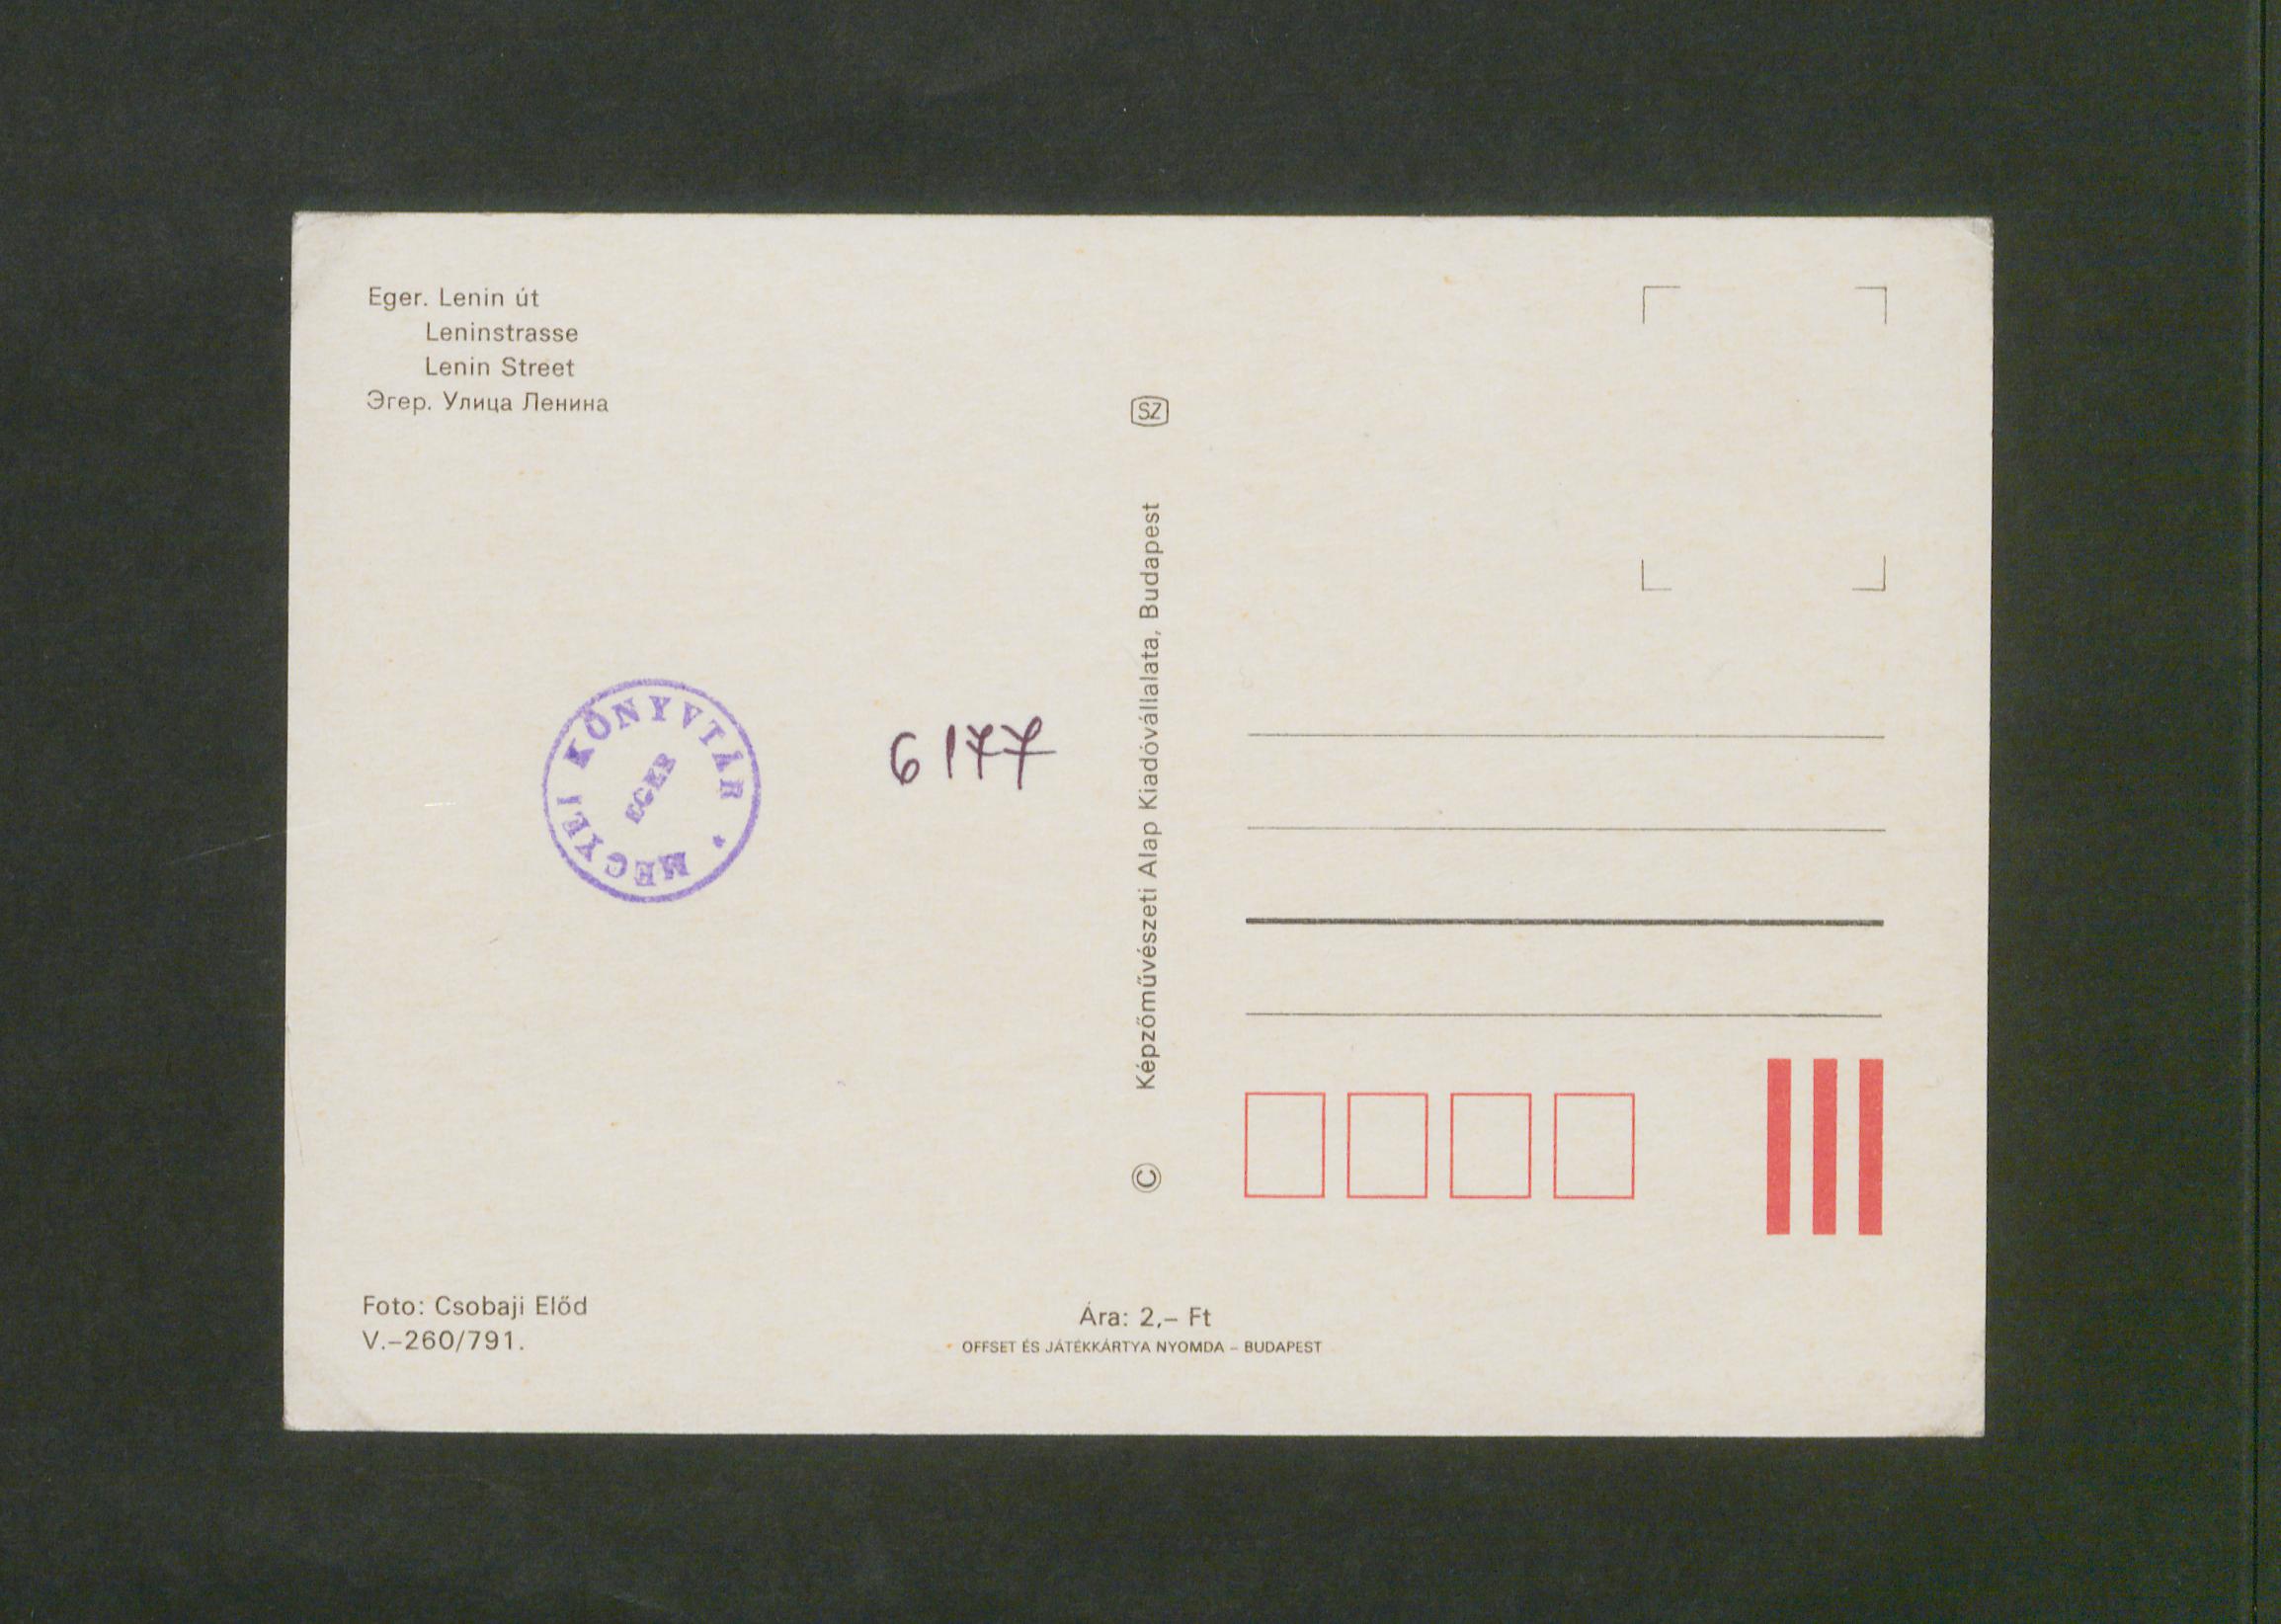 Eger. Lenin út
Leninstrasse
Lenin Street
Эгер. Улица Ленина
MEGYEI KÖNYVTÁR
EGER
6177
SZ
© Képzőművészeti Alap Kiadóvállalata, Budapest
Foto: Csobaji Előd
V.–260/791.
Ára: 2,– Ft
OFFSET ÉS JÁTÉKKÁRTYA NYOMDA – BUDAPEST